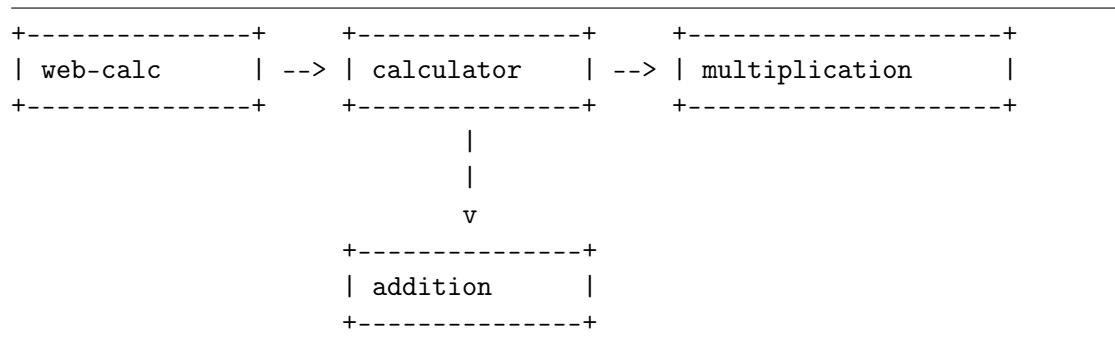 +---------------+     +---------------+     +---------------------+
| web-calc      | --> | calculator    | --> | multiplication      |
+---------------+     +---------------+     +---------------------+
                              |
                              |
                              v
                      +---------------+
                      | addition      |
                      +---------------+